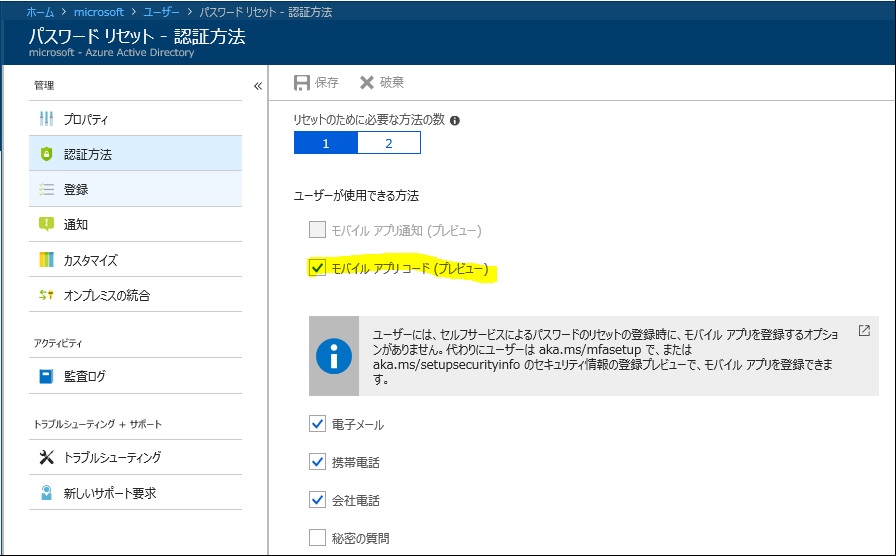 ホーム > microsoft > ユーザー > パスワード リセット - 認証方法
パスワード リセット - 認証方法
microsoft - Azure Active Directory
管理
«
プロパティ
認証方法
登録
通知
カスタマイズ
オンプレミスの統合
アクティビティ
監査ログ
トラブルシューティング + サポート
トラブルシューティング
新しいサポート要求
保存 破棄
リセットのために必要な方法の数
1 2
ユーザーが使用できる方法
モバイル アプリ通知 (プレビュー)
モバイル アプリ コード (プレビュー)
ユーザーには、セルフサービスによるパスワードのリセットの登録時に、モバイル アプリを登録するオプショ
ンがありません。代わりにユーザーは aka.ms/mfasetup で、または
aka.ms/setupsecurityinfo のセキュリティ情報の登録プレビューで、モバイル アプリを登録できま
す。
電子メール
携帯電話
会社電話
秘密の質問